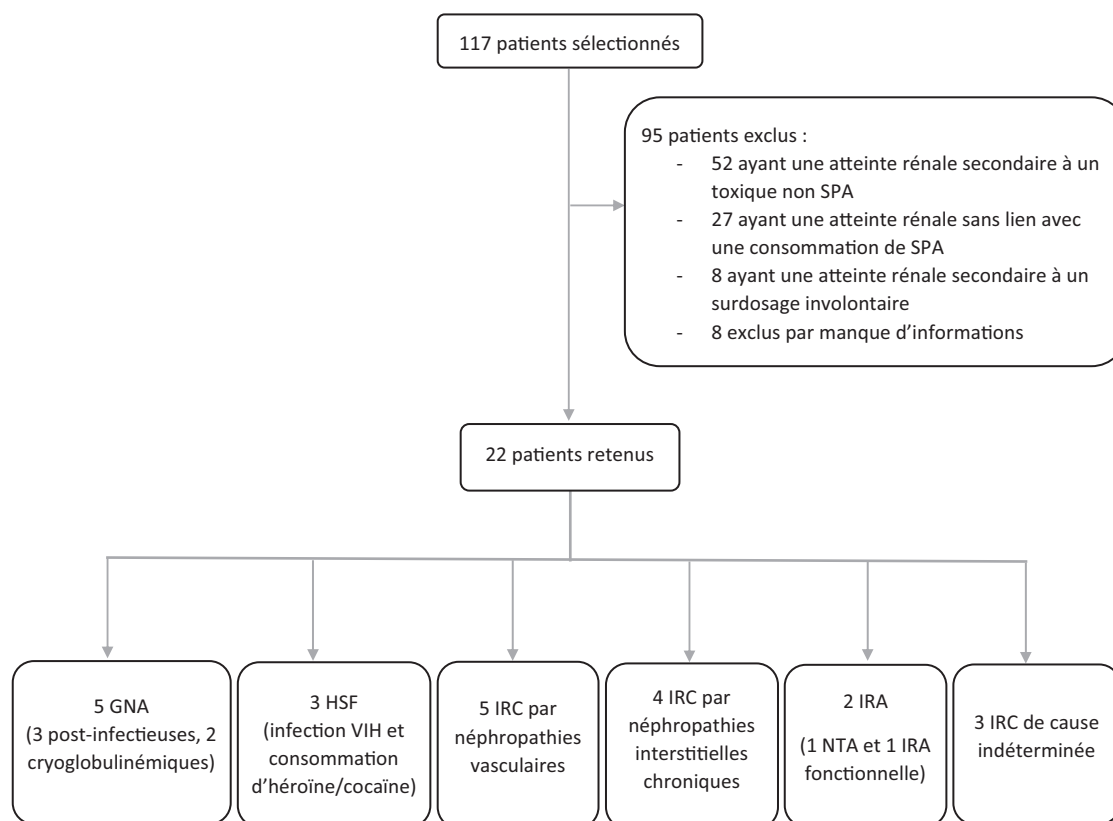 117 patients sélectionnés
95 patients exclus :
- 52 ayant une atteinte rénale secondaire à un
toxique non SPA
- 27 ayant une atteinte rénale sans lien avec
une consommation de SPA
- 8 ayant une atteinte rénale secondaire à un
surdosage involontaire
- 8 exclus par manque d’informations
22 patients retenus
5 GNA
(3 post-infectieuses, 2
cryoglobulinémiques)
3 HSF
(infection VIH et
consommation
d’héroïne/cocaïne)
5 IRC par
néphropathies
vasculaires
4 IRC par
néphropathies
interstitielles
chroniques
2 IRA
(1 NTA et 1 IRA
fonctionnelle)
3 IRC de cause
indéterminée